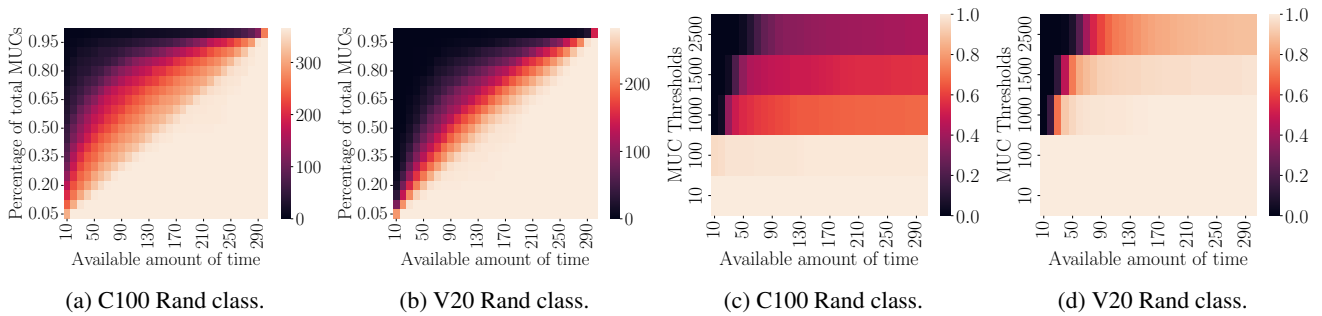 Percentage of total MUCs
0.95
0.80
0.65
0.50
0.35
0.20
0.05
10 50 90 130 170 210 250 290
Available amount of time
300
200
100
0
(a) C100 Rand class.
Percentage of total MUCs
0.95
0.80
0.65
0.50
0.35
0.20
0.05
10 50 90 130 170 210 250 290
Available amount of time
200
100
0
(b) V20 Rand class.
MUC Thresholds
2500
1500
1000
100
10
10 50 90 130 170 210 250 290
Available amount of time
1.0
0.8
0.6
0.4
0.2
0.0
(c) C100 Rand class.
MUC Thresholds
2500
1500
1000
100
10
10 50 90 130 170 210 250 290
Available amount of time
1.0
0.8
0.6
0.4
0.2
0.0
(d) V20 Rand class.